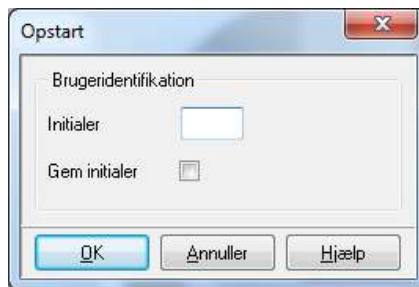 Opstart
Brugeridentifikation
Initialer
Gem initialer
OK Annuller Hjælp